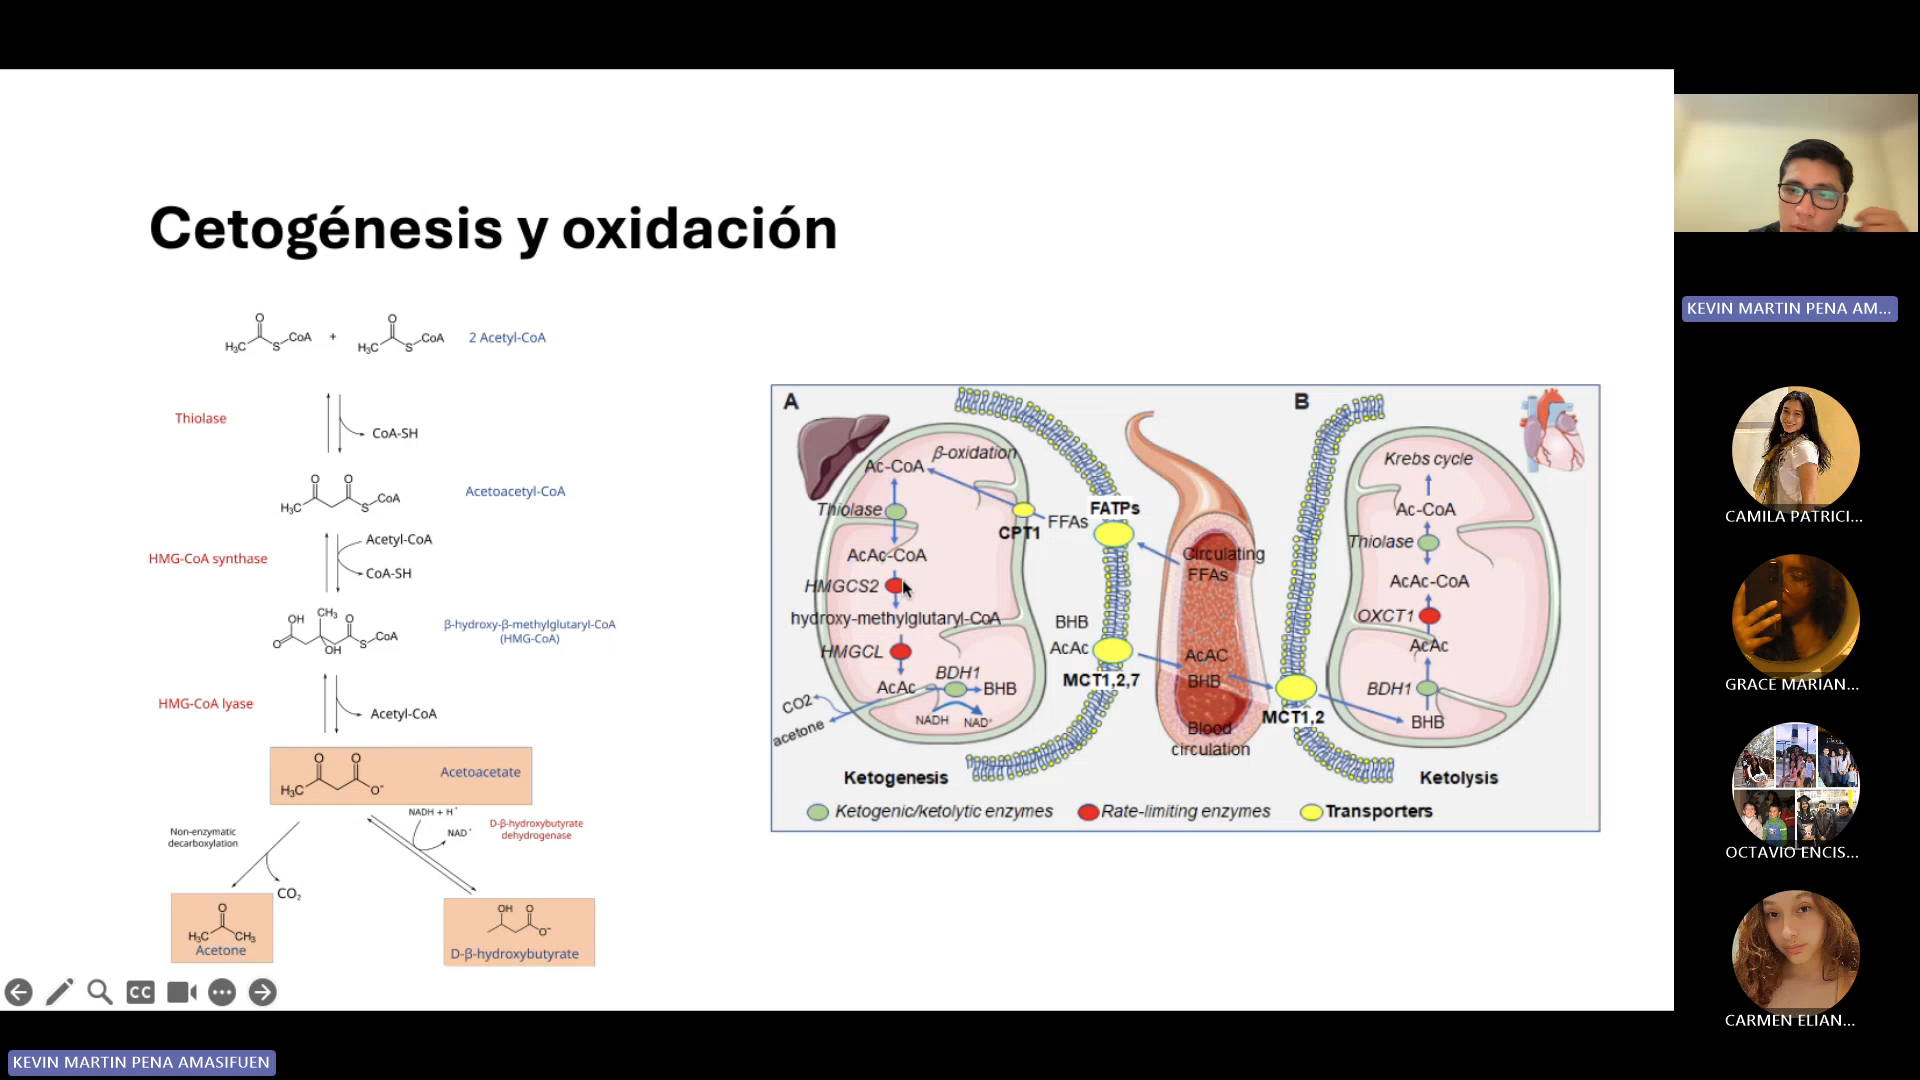 Cetogénesis y oxidación
H₃C
O
S
CoA
+
H₃C
O
S
CoA
2 Acetyl-CoA
Thiolase
CoA-SH
O
O
H₃C
S
CoA
Acetoacetyl-CoA
HMG-CoA synthase
Acetyl-CoA
CoA-SH
OH
CH₃
O
O
OH
S
CoA
β-hydroxy-β-methylglutaryl-CoA
(HMG-CoA)
HMG-CoA lyase
Acetyl-CoA
O
O
H₃C
O⁻
Acetoacetate
Non-enzymatic
decarboxylation
CO₂
NADH + H⁺
NAD⁺
D-β-hydroxybutyrate
dehydrogenase
O
H₃C
CH₃
Acetone
OH
O
O⁻
D-β-hydroxybutyrate
A
β-oxidation
Ac-CoA
Thiolase
CPT1
FFAs
FATPs
AcAc-CoA
HMGCS2
hydroxy-methylglutaryl-CoA
HMGCL
AcAc
BDH1
BHB
NADH
NAD⁺
CO2
acetone
BHB
AcAc
MCT1,2,7
Circulating
FFAs
AcAC
BHB
Blood
circulation
MCT1,2
Ketogenesis
B
Krebs cycle
Ac-CoA
Thiolase
AcAc-CoA
OXCT1
AcAc
BDH1
BHB
Ketolysis
Ketogenic/ketolytic enzymes
Rate-limiting enzymes
Transporters
CC
KEVIN MARTIN PENA AM...
CAMILA PATRICI...
GRACE MARIAN...
OCTAVIO ENCIS...
CARMEN ELIAN...
KEVIN MARTIN PENA AMASIFUEN